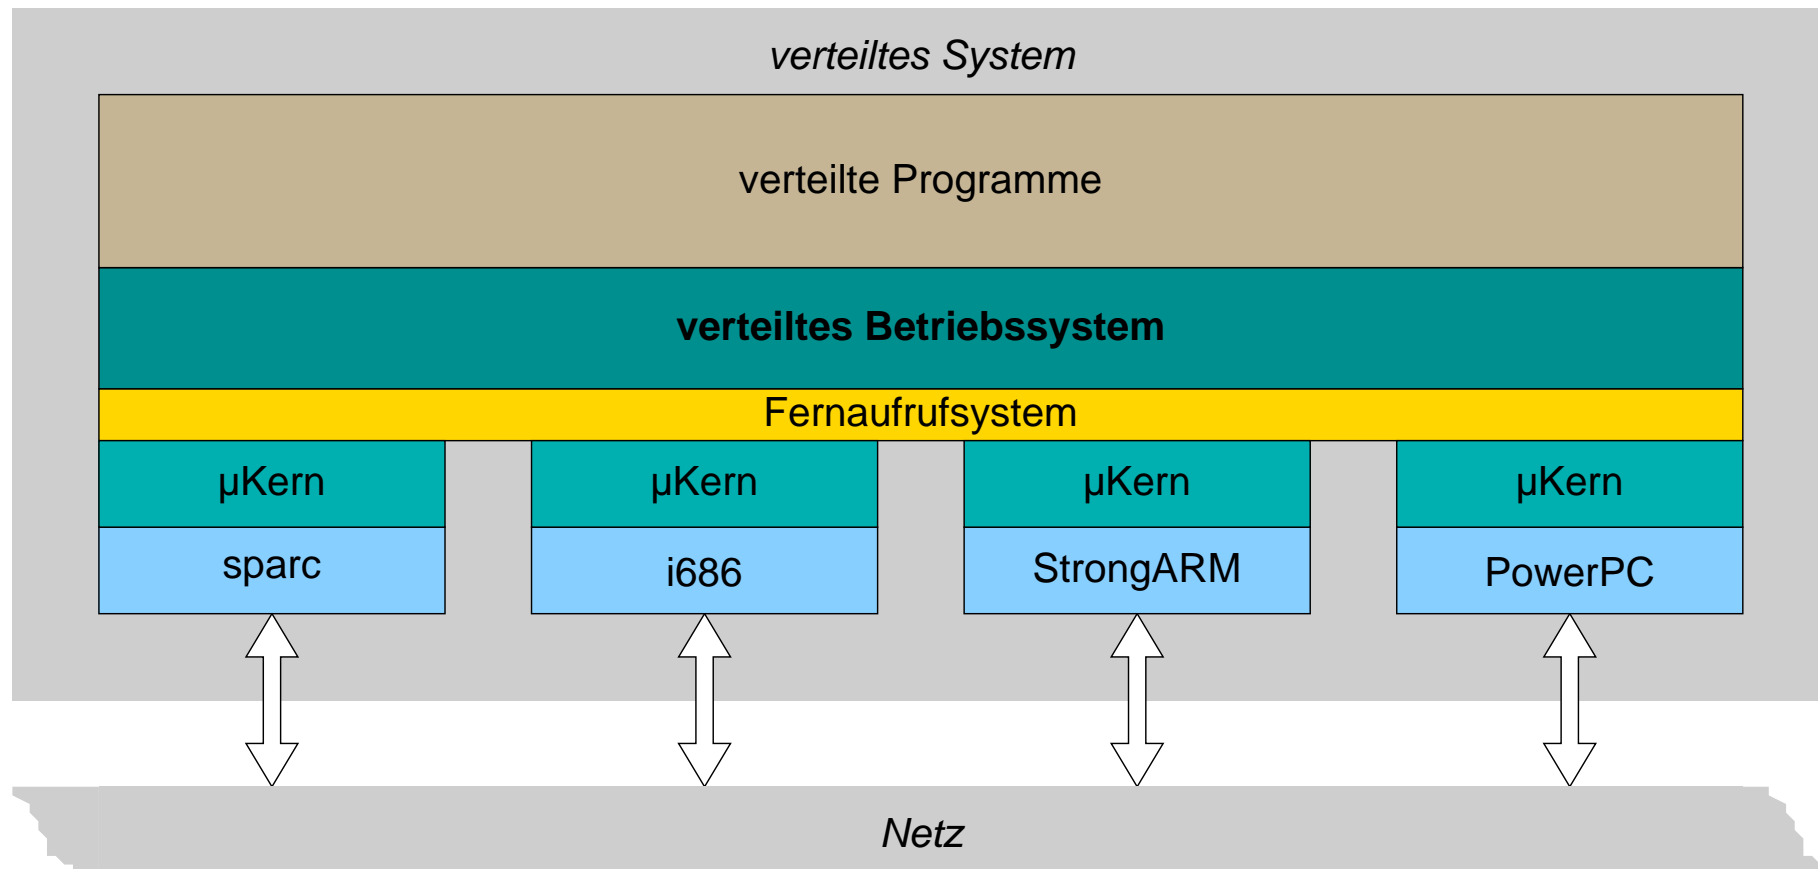 verteiltes System
verteilte Programme
verteiltes Betriebssystem
Fernaufrufsystem
µKern
µKern
µKern
µKern
sparc
i686
StrongARM
PowerPC
Netz